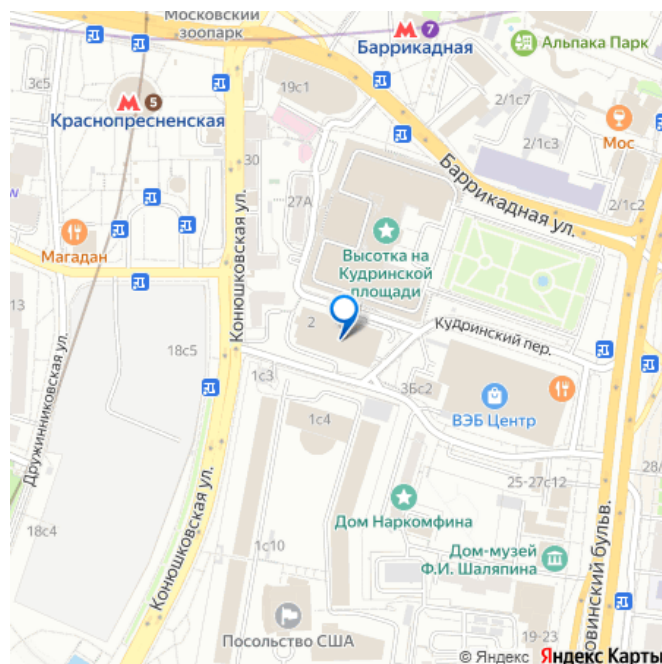 Московский
зоопарк
7
Баррикадная
Альпака Парк
3с5
19с1
2/1с7
5
Краснопресненская
2/1с3
Мос
30
Баррикадная ул.
27А
2/1с2
Магадан
Высотка на
Кудринской
площади
Конюшковская ул.
13
2
Кудринский пер.
18с5
Дружинниковская ул.
1с3
3Бс2
ВЭБ Центр
1с4
25-27с12
28/
Дом Наркомфина
18с4
Конюшковская ул.
1с10
Дом-музей
Ф.И. Шаляпина
овинский бульв.
Посольство США
19-23
© Яндекс Яндекс Карты